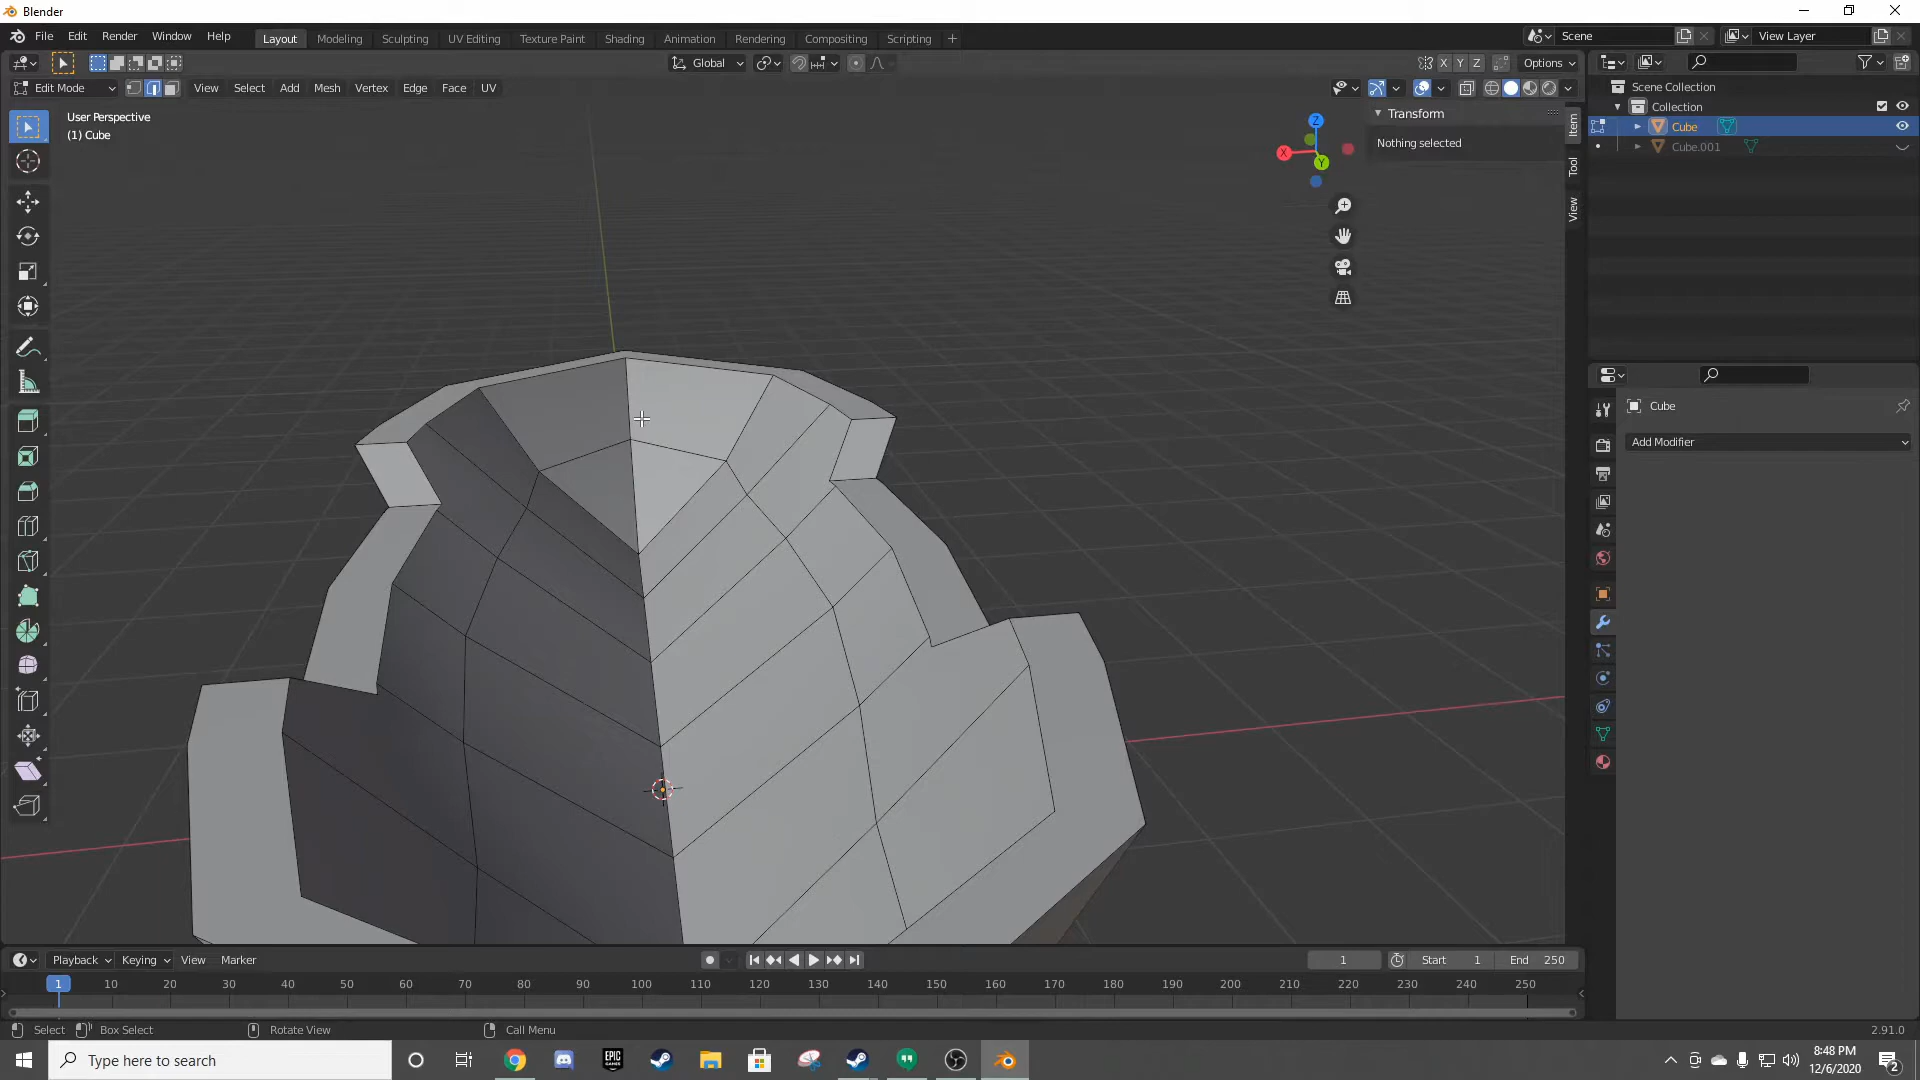 Blender
File Edit Render Window Help
Layout Modeling Sculpting UV Editing Texture Paint Shading Animation Rendering Compositing Scripting +
Scene
View Layer
Global
X Y Z
Options
Edit Mode
View Select Add Mesh Vertex Edge Face UV
User Perspective
(1) Cube
Z
X
Y
Transform
Nothing selected
Item
Tool
View
Scene Collection
Collection
Cube
Cube.001
Cube
Add Modifier
Playback Keying View Marker
1
Start 1
End 250
1 10 20 30 40 50 60 70 80 90 100 110 120 130 140 150 160 170 180 190 200 210 220 230 240 250
Select Box Select Rotate View Call Menu
2.91.0
Type here to search
EPIC GAMES
8:48 PM
12/6/2020
2